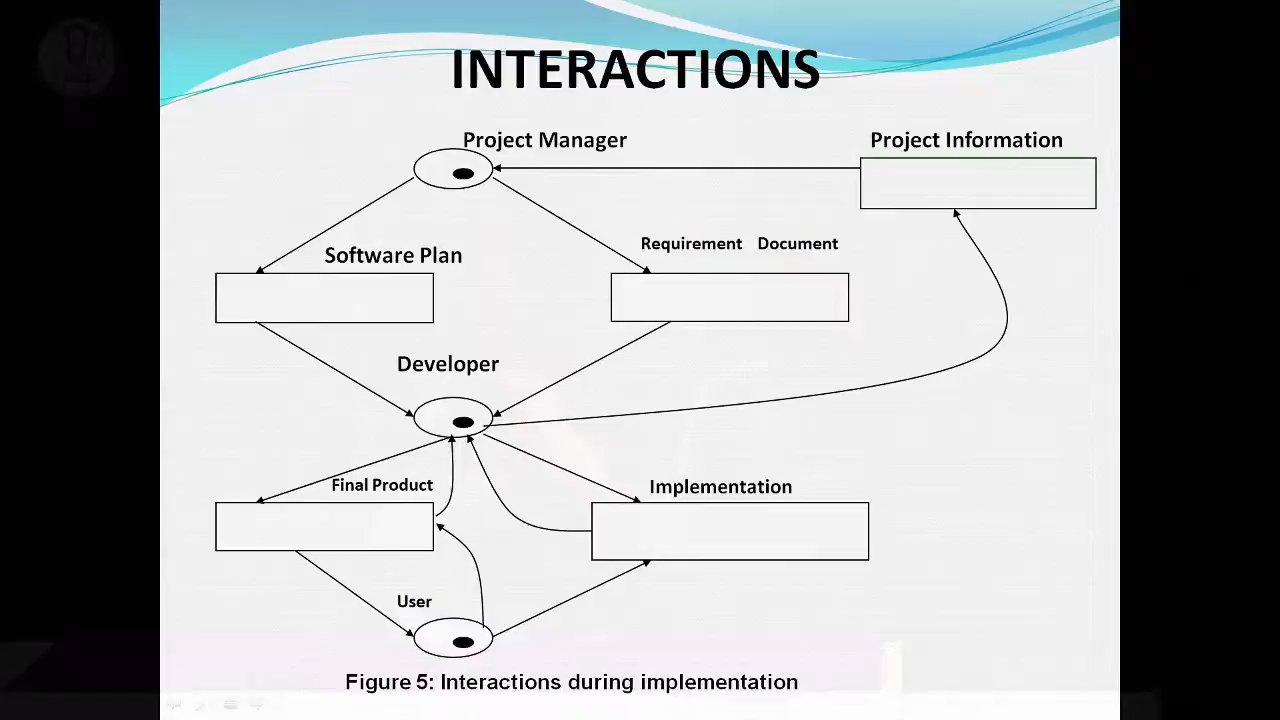 INTERACTIONS
Project Manager
Project Information
Software Plan
Requirement Document
Developer
Final Product
Implementation
User
Figure 5: Interactions during implementation